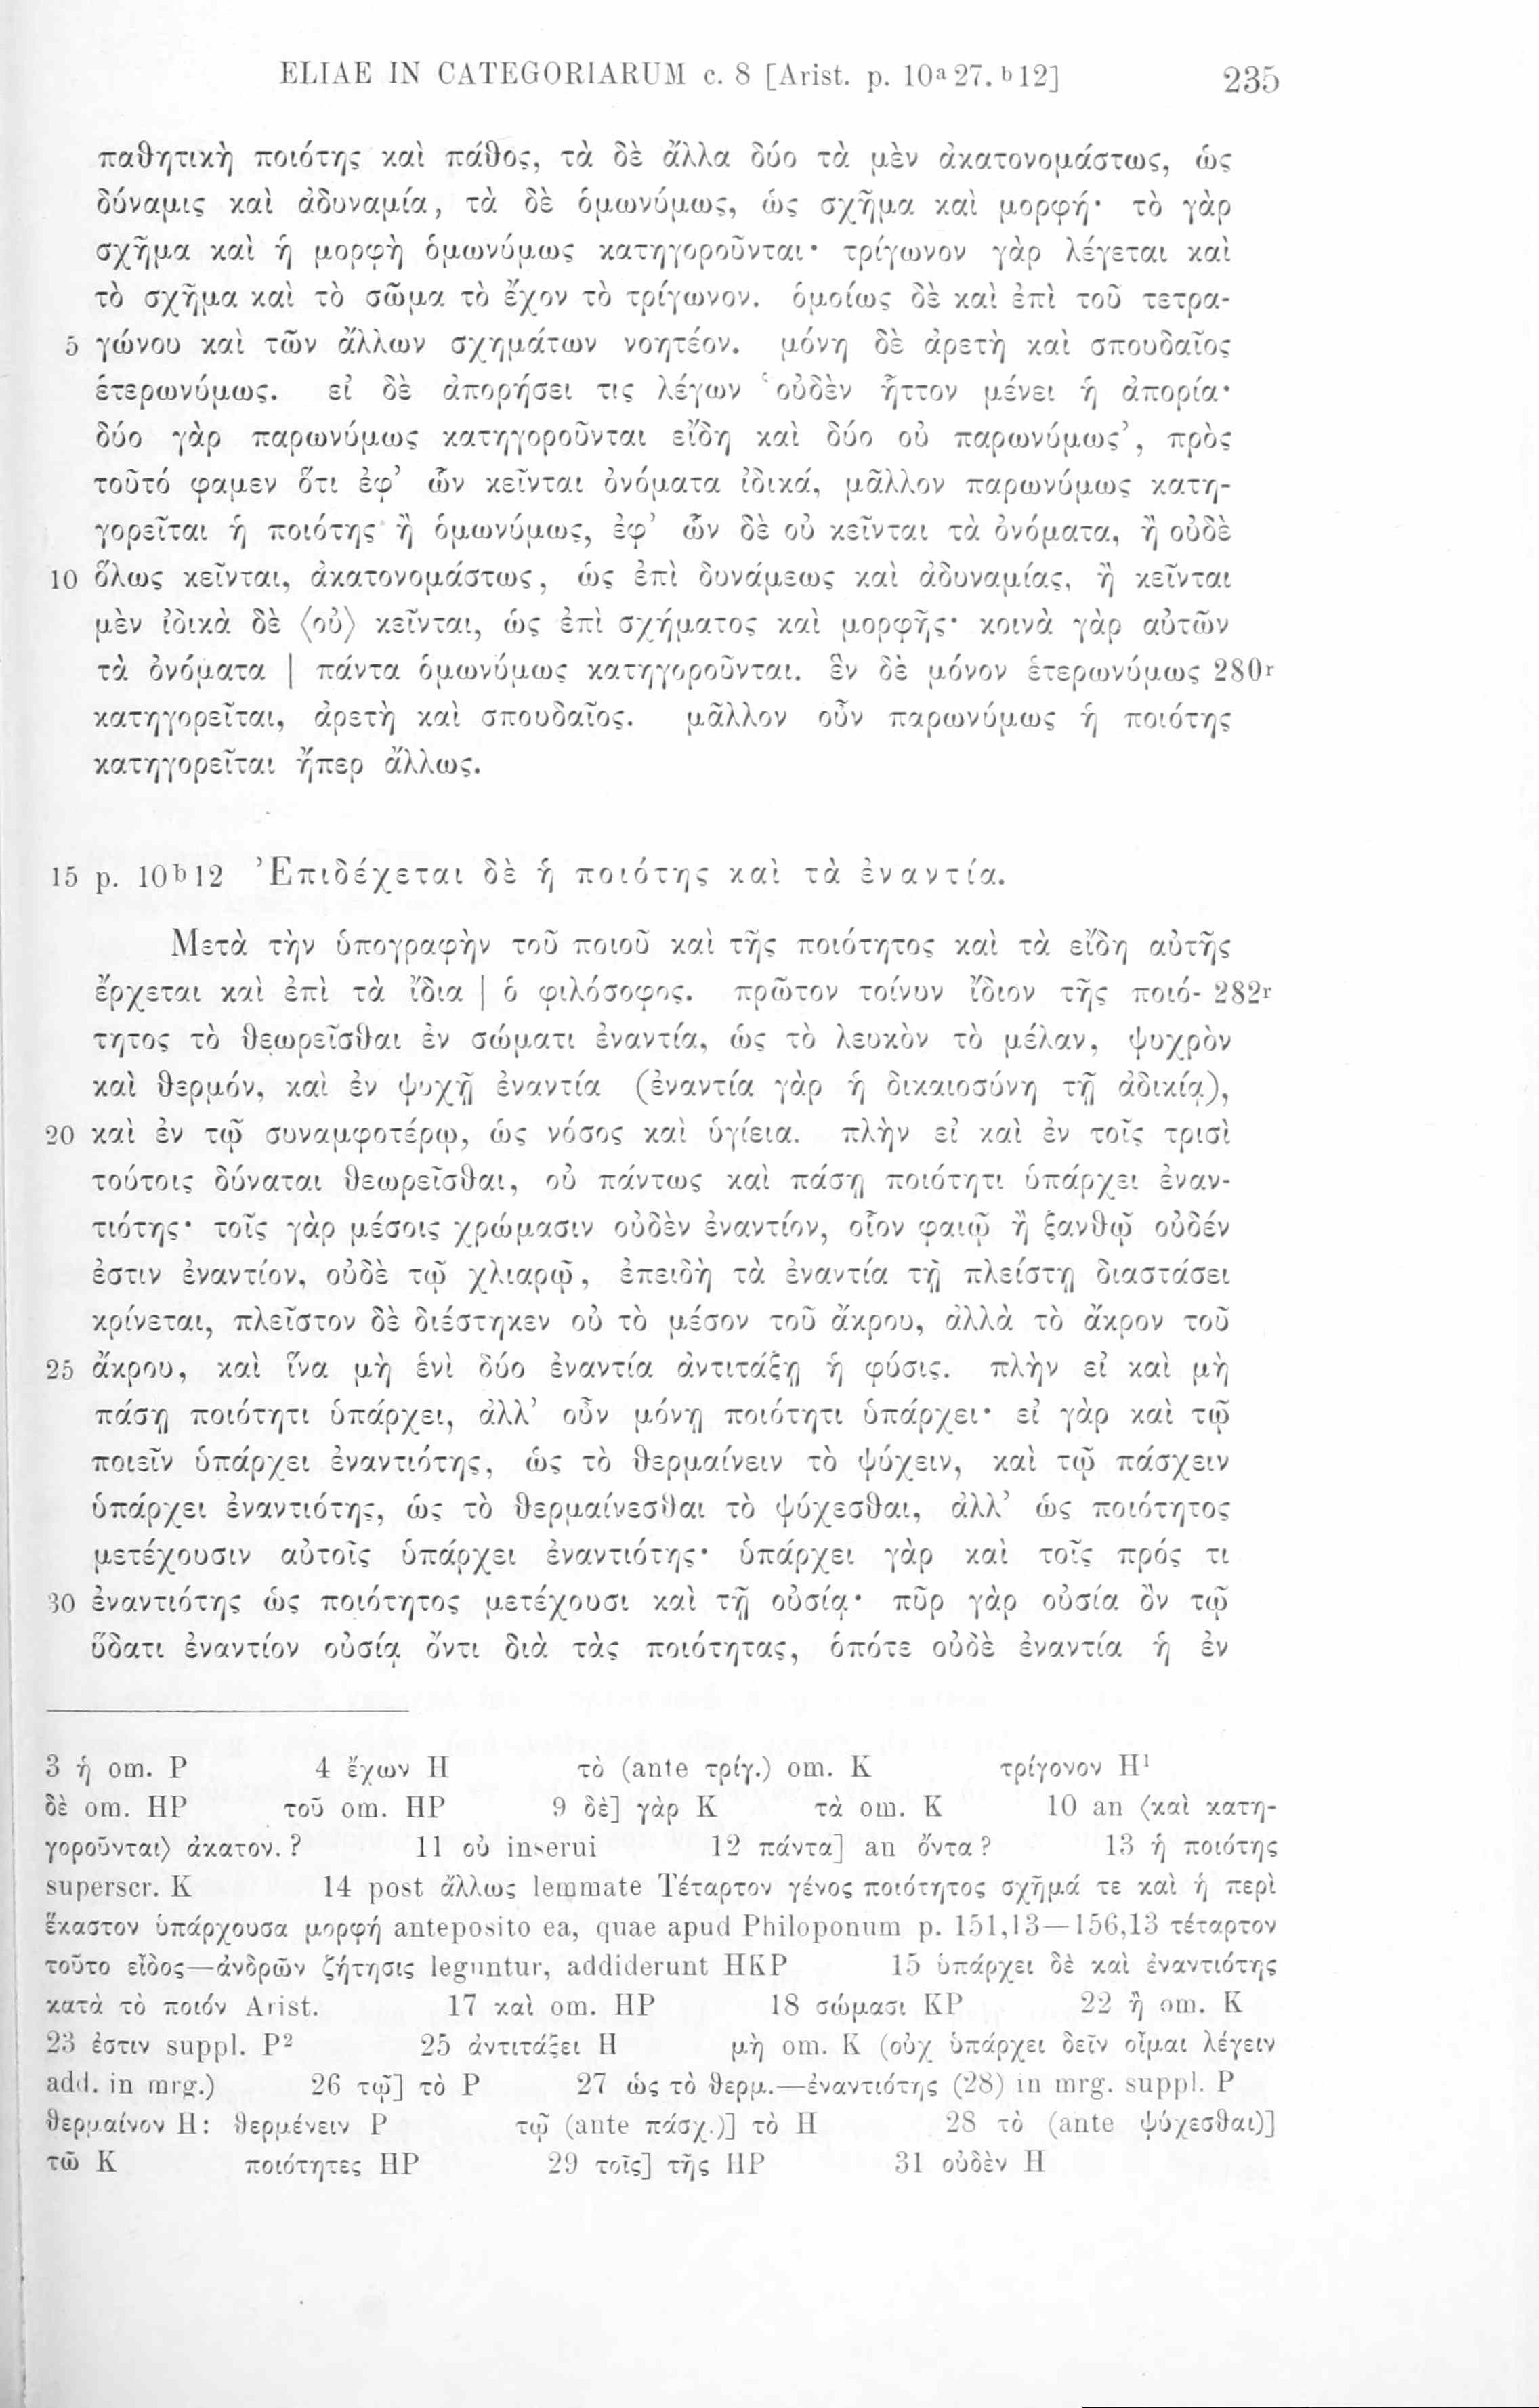 ELIAE IN CATEGORIARUM c. 8 [Arist. p. 10ᵃ 27. ᵇ 12] 235
παθητικὴ ποιότης καὶ πάθος, τὰ δὲ ἄλλα δύο τὰ μὲν ἀκατονομάστως, ὡς
δύναμις καὶ ἀδυναμία, τὰ δὲ ὁμωνύμως, ὡς σχῆμα καὶ μορφή· τὸ γὰρ
σχῆμα καὶ ἡ μορφὴ ὁμωνύμως κατηγοροῦνται· τρίγωνον γὰρ λέγεται καὶ
τὸ σχῆμα καὶ τὸ σῶμα τὸ ἔχον τὸ τρίγωνον. ὁμοίως δὲ καὶ ἐπὶ τοῦ τετρα-
5 γώνου καὶ τῶν ἄλλων σχημάτων νοητέον. μόνη δὲ ἀρετὴ καὶ σπουδαῖος
ἑτερωνύμως. εἰ δὲ ἀπορήσει τις λέγων ʽοὐδὲν ἧττον μένει ἡ ἀπορία·
δύο γὰρ παρωνύμως κατηγοροῦνται εἴδη καὶ δύο οὐ παρωνύμωςʼ, πρὸς
τοῦτό φαμεν ὅτι ἐφʼ ὧν κεῖνται ὀνόματα ἰδικά, μᾶλλον παρωνύμως κατη-
γορεῖται ἡ ποιότης ἢ ὁμωνύμως, ἐφʼ ὧν δὲ οὐ κεῖνται τὰ ὀνόματα, ἢ οὐδὲ
10 ὅλως κεῖνται, ἀκατονομάστως, ὡς ἐπὶ δυνάμεως καὶ ἀδυναμίας, ἢ κεῖνται
μὲν ἰδικὰ δὲ ⟨οὐ⟩ κεῖνται, ὡς ἐπὶ σχήματος καὶ μορφῆς· κοινὰ γὰρ αὐτῶν
τὰ ὀνόματα | πάντα ὁμωνύμως κατηγοροῦνται. ἓν δὲ μόνον ἑτερωνύμως 280ʳ
κατηγορεῖται, ἀρετὴ καὶ σπουδαῖος. μᾶλλον οὖν παρωνύμως ἡ ποιότης
κατηγορεῖται ἤπερ ἄλλως.
15 p. 10ᵇ12 Ἐπιδέχεται δὲ ἡ ποιότης καὶ τὰ ἐναντία.
Μετὰ τὴν ὑπογραφὴν τοῦ ποιοῦ καὶ τῆς ποιότητος καὶ τὰ εἴδη αὐτῆς
ἔρχεται καὶ ἐπὶ τὰ ἴδια | ὁ φιλόσοφος. πρῶτον τοίνυν ἴδιον τῆς ποιό- 282ʳ
τητος τὸ θεωρεῖσθαι ἐν σώματι ἐναντία, ὡς τὸ λευκὸν τὸ μέλαν, ψυχρὸν
καὶ θερμόν, καὶ ἐν ψυχῇ ἐναντία (ἐναντία γὰρ ἡ δικαιοσύνη τῇ ἀδικίᾳ),
20 καὶ ἐν τῷ συναμφοτέρῳ, ὡς νόσος καὶ ὑγίεια. πλὴν εἰ καὶ ἐν τοῖς τρισὶ
τούτοις δύναται θεωρεῖσθαι, οὐ πάντως καὶ πάσῃ ποιότητι ὑπάρχει ἐναν-
τιότης· τοῖς γὰρ μέσοις χρώμασιν οὐδὲν ἐναντίον, οἷον φαιῷ ἢ ξανθῷ οὐδέν
ἐστιν ἐναντίον, οὐδὲ τῷ χλιαρῷ, ἐπειδὴ τὰ ἐναντία τῇ πλείστῃ διαστάσει
κρίνεται, πλεῖστον δὲ διέστηκεν οὐ τὸ μέσον τοῦ ἄκρου, ἀλλὰ τὸ ἄκρον τοῦ
25 ἄκρου, καὶ ἵνα μὴ ἑνὶ δύο ἐναντία ἀντιτάξῃ ἡ φύσις. πλὴν εἰ καὶ μὴ
πάσῃ ποιότητι ὑπάρχει, ἀλλʼ οὖν μόνῃ ποιότητι ὑπάρχει· εἰ γὰρ καὶ τῷ
ποιεῖν ὑπάρχει ἐναντιότης, ὡς τὸ θερμαίνειν τὸ ψύχειν, καὶ τῷ πάσχειν
ὑπάρχει ἐναντιότης, ὡς τὸ θερμαίνεσθαι τὸ ψύχεσθαι, ἀλλʼ ὡς ποιότητος
μετέχουσιν αὐτοῖς ὑπάρχει ἐναντιότης· ὑπάρχει γὰρ καὶ τοῖς πρός τι
30 ἐναντιότης ὡς ποιότητος μετέχουσι καὶ τῇ οὐσίᾳ· πῦρ γὰρ οὐσία ὂν τῷ
ὕδατι ἐναντίον οὐσίᾳ ὄντι διὰ τὰς ποιότητας, ὁπότε οὐδὲ ἐναντία ἡ ἐν
3 ἡ om. P 4 ἔχων H τὸ (ante τρίγ.) om. K τρίγονον H¹
δὲ om. HP τοῦ om. HP 9 δὲ] γὰρ K τὰ om. K 10 an ⟨καὶ κατη-
γοροῦνται⟩ ἀκατον. ? 11 οὐ inserui 12 πάντα] an ὄντα ? 13 ἡ ποιότης
superscr. K 14 post ἄλλως lemmate Τέταρτον γένος ποιότητος σχῆμά τε καὶ ἡ περὶ
ἕκαστον ὑπάρχουσα μορφή anteposito ea, quae apud Philoponum p. 151,13—156,13 τέταρτον
τοῦτο εἶδος—ἀνδρῶν ζήτησις leguntur, addiderunt HKP 15 ὑπάρχει δὲ καὶ ἐναντιότης
κατὰ τὸ ποιόν Arist. 17 καὶ om. HP 18 σώμασι KP 22 ἢ om. K
23 ἐστιν suppl. P² 25 ἀντιτάξει H μὴ om. K (οὐχ ὑπάρχει δεῖν οἶμαι λέγειν
add. in mrg.) 26 τῷ] τὸ P 27 ὡς τὸ θερμ.—ἐναντιότης (28) in mrg. suppl. P
θερμαίνον H: θερμένειν P τῷ (ante πάσχ.)] τὸ H 28 τὸ (ante ψύχεσθαι)]
τῶ K ποιότητες HP 29 τοῖς] τῆς HP 31 οὐδὲν H